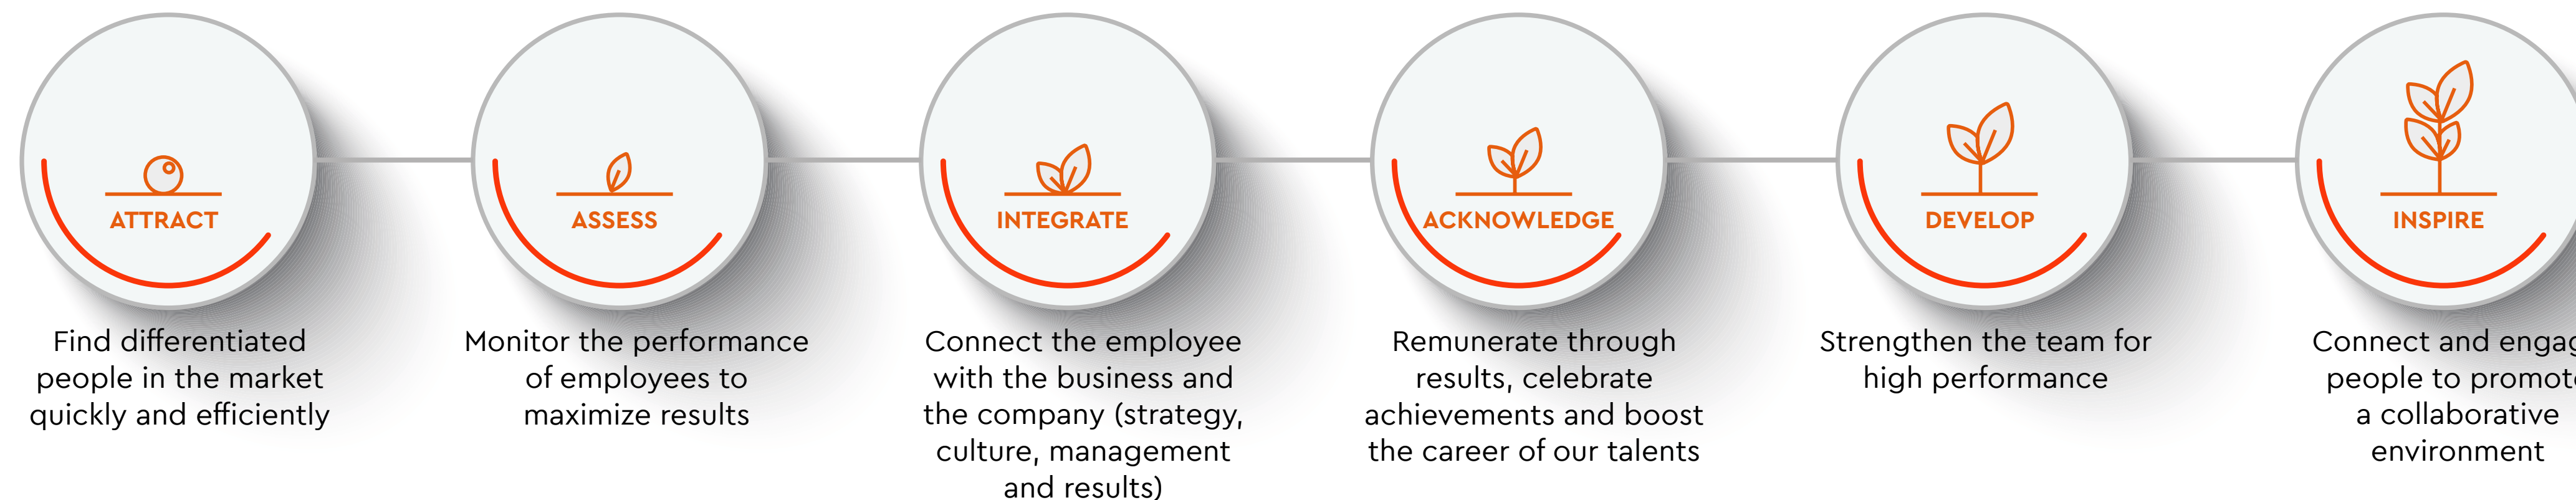 ATTRACT
Find differentiated
people in the market
quickly and efficiently
ASSESS
Monitor the performance
of employees to
maximize results
INTEGRATE
Connect the employee
with the business and
the company (strategy,
culture, management
and results)
ACKNOWLEDGE
Remunerate through
results, celebrate
achievements and boost
the career of our talents
DEVELOP
Strengthen the team for
high performance
INSPIRE
Connect and
people to
a collaborative
environment